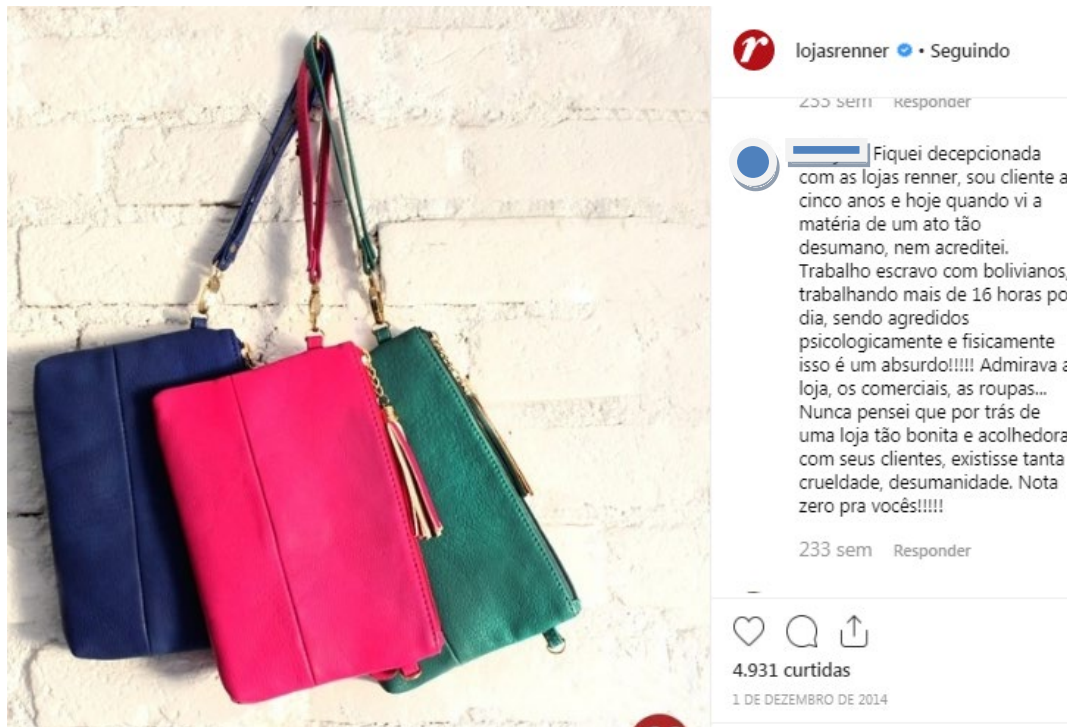 lojasrenner • Seguindo
233 sem Responder
Fiquei decepcionada
com as lojas renner, sou cliente a
cinco anos e hoje quando vi a
matéria de um ato tão
desumano, nem acreditei.
Trabalho escravo com bolivianos,
trabalhando mais de 16 horas po
dia, sendo agredidos
psicologicamente e fisicamente
isso é um absurdo!!!!! Admirava a
loja, os comerciais, as roupas...
Nunca pensei que por trás de
uma loja tão bonita e acolhedora
com seus clientes, existisse tanta
crueldade, desumanidade. Nota
zero pra vocês!!!!!
233 sem Responder
4.931 curtidas
1 DE DEZEMBRO DE 2014